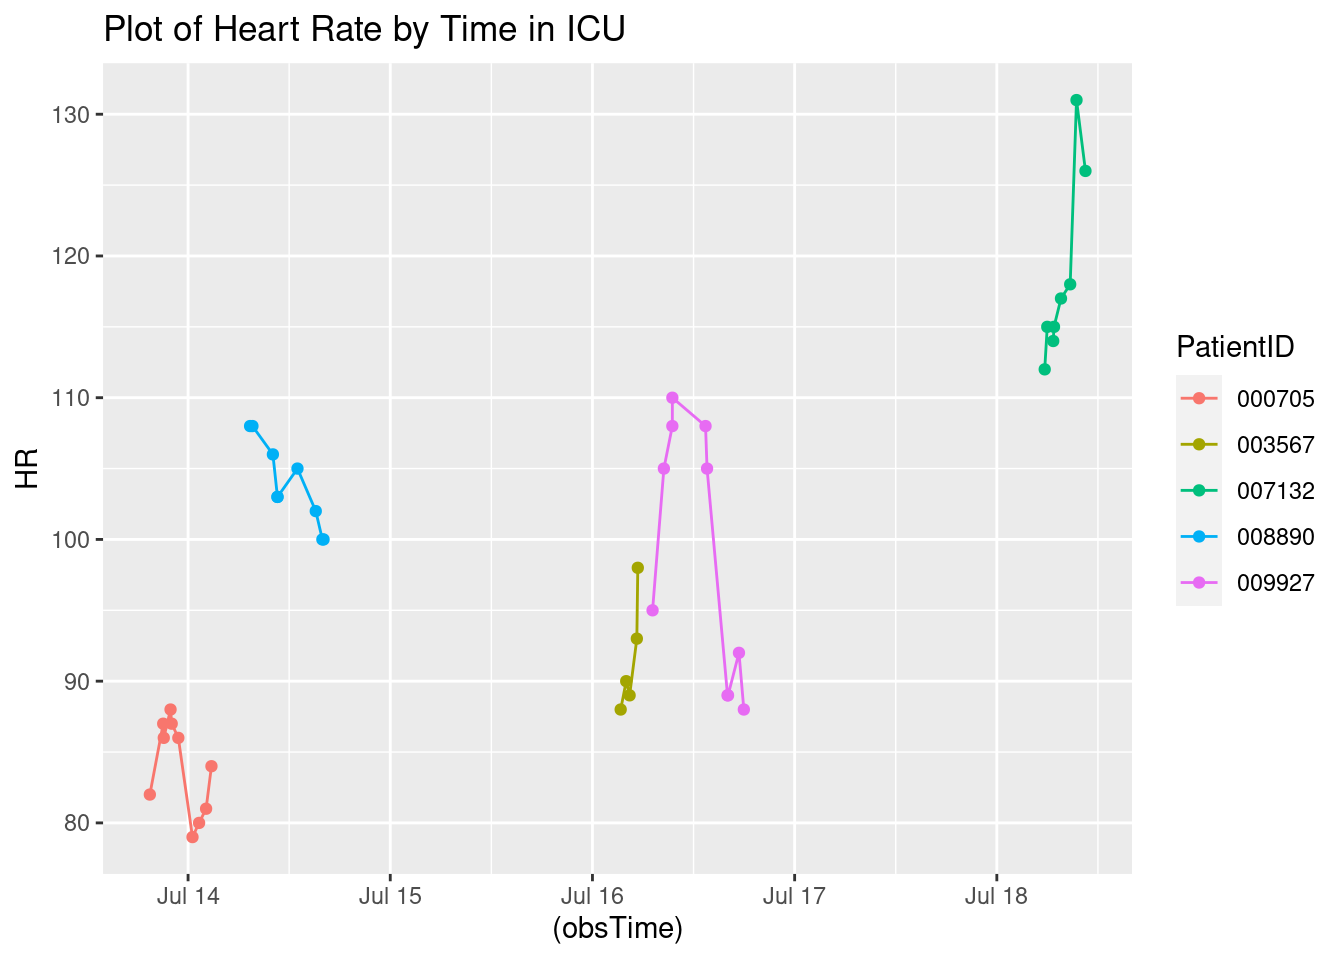 Plot of Heart Rate by Time in ICU
130
120
110
100
90
80
HR
Jul 14
Jul 15
Jul 16
Jul 17
Jul 18
(obsTime)
PatientID
000705
003567
007132
008890
009927